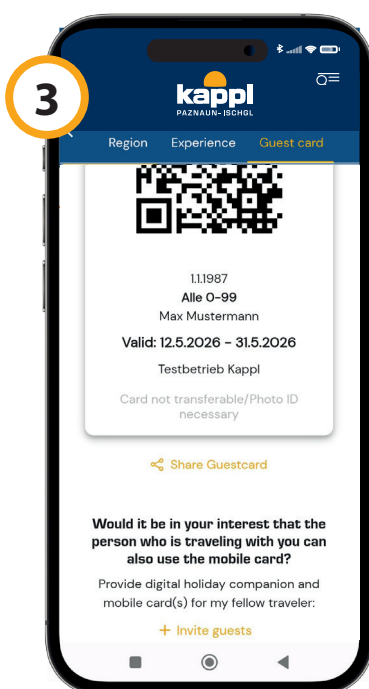 3
kappl
PAZNAUN-ISCHGL
Region Experience Guest card
1.1.1987
Alle 0-99
Max Mustermann
Valid: 12.5.2026 - 31.5.2026
Testbetrieb Kappl
Card not transferable/Photo ID
necessary
Share Guestcard
Would it be in your interest that the
person who is traveling with you can
also use the mobile card?
Provide digital holiday companion and
mobile card(s) for my fellow traveler:
+ Invite guests